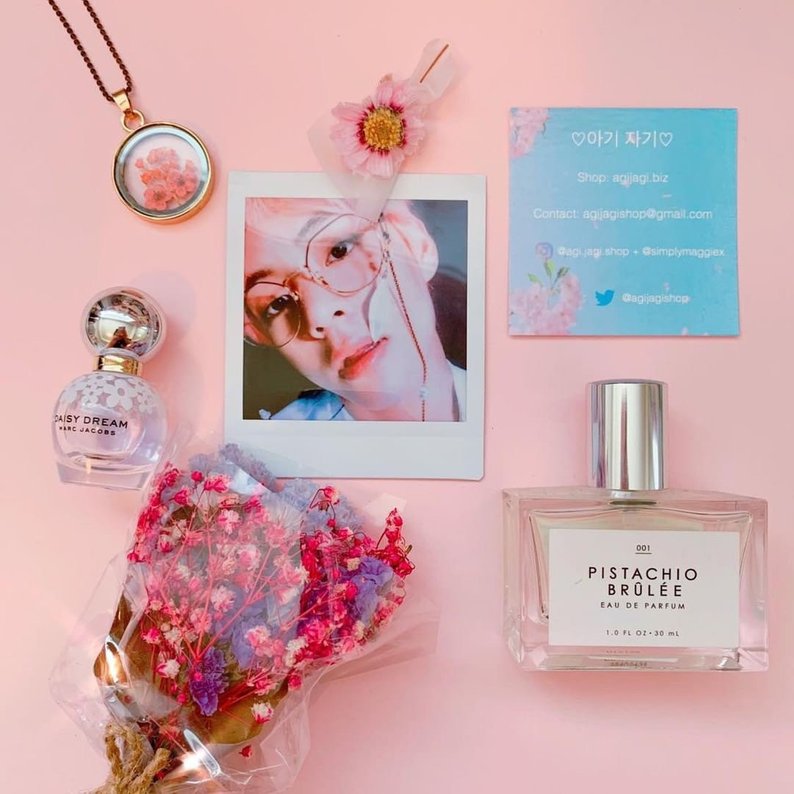 ♡아기 자기♡
Shop: agijagi.biz
Contact: agijagishop@gmail.com
@agi.jagi.shop + @simplymaggiex
@agijagishop
DAISY DREAM
MARC JACOBS
001
PISTACHIO
BRÛLÉE
EAU DE PARFUM
1.0 FL OZ • 30 mL